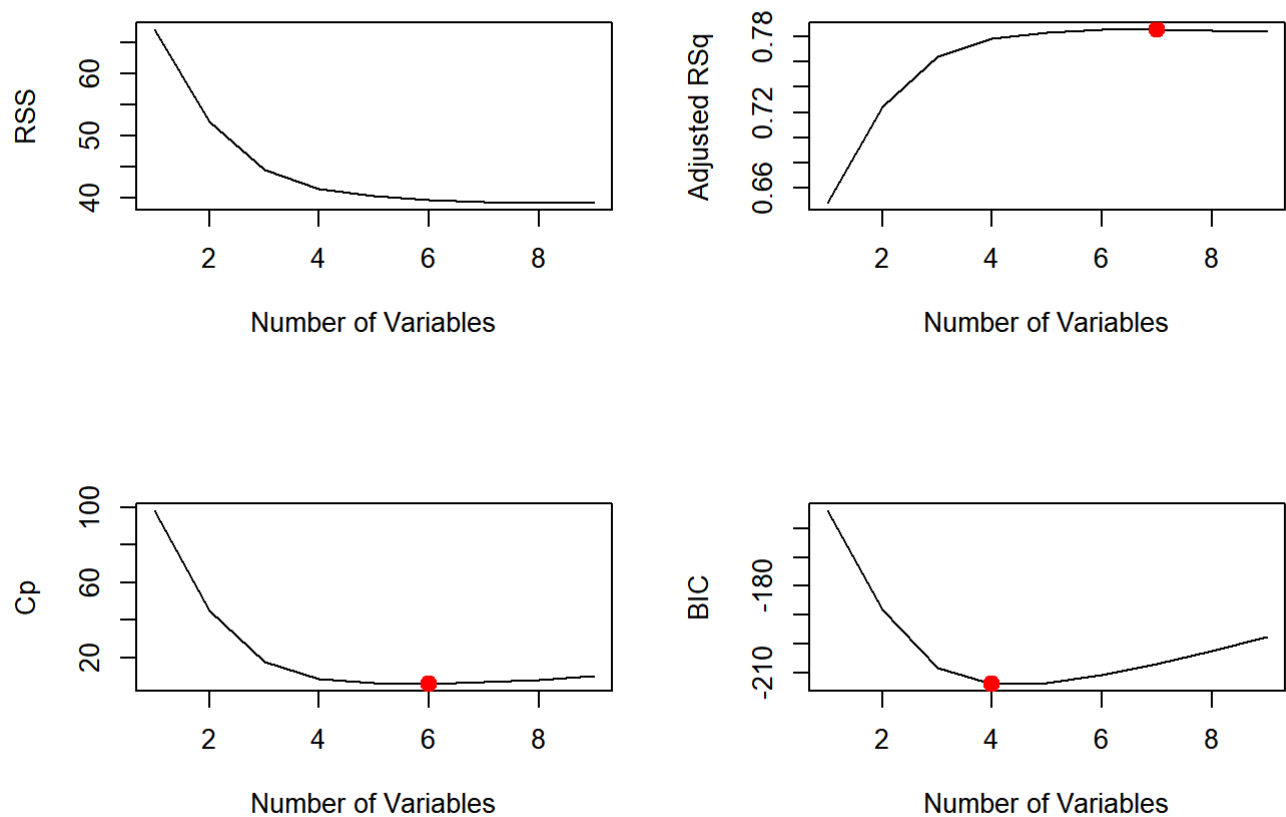 RSS
60
50
40
2 4 6 8
Number of Variables
Adjusted RSq
0.78
0.72
0.66
2 4 6 8
Number of Variables
Cp
100
60
20
2 4 6 8
Number of Variables
BIC
-180
-210
2 4 6 8
Number of Variables